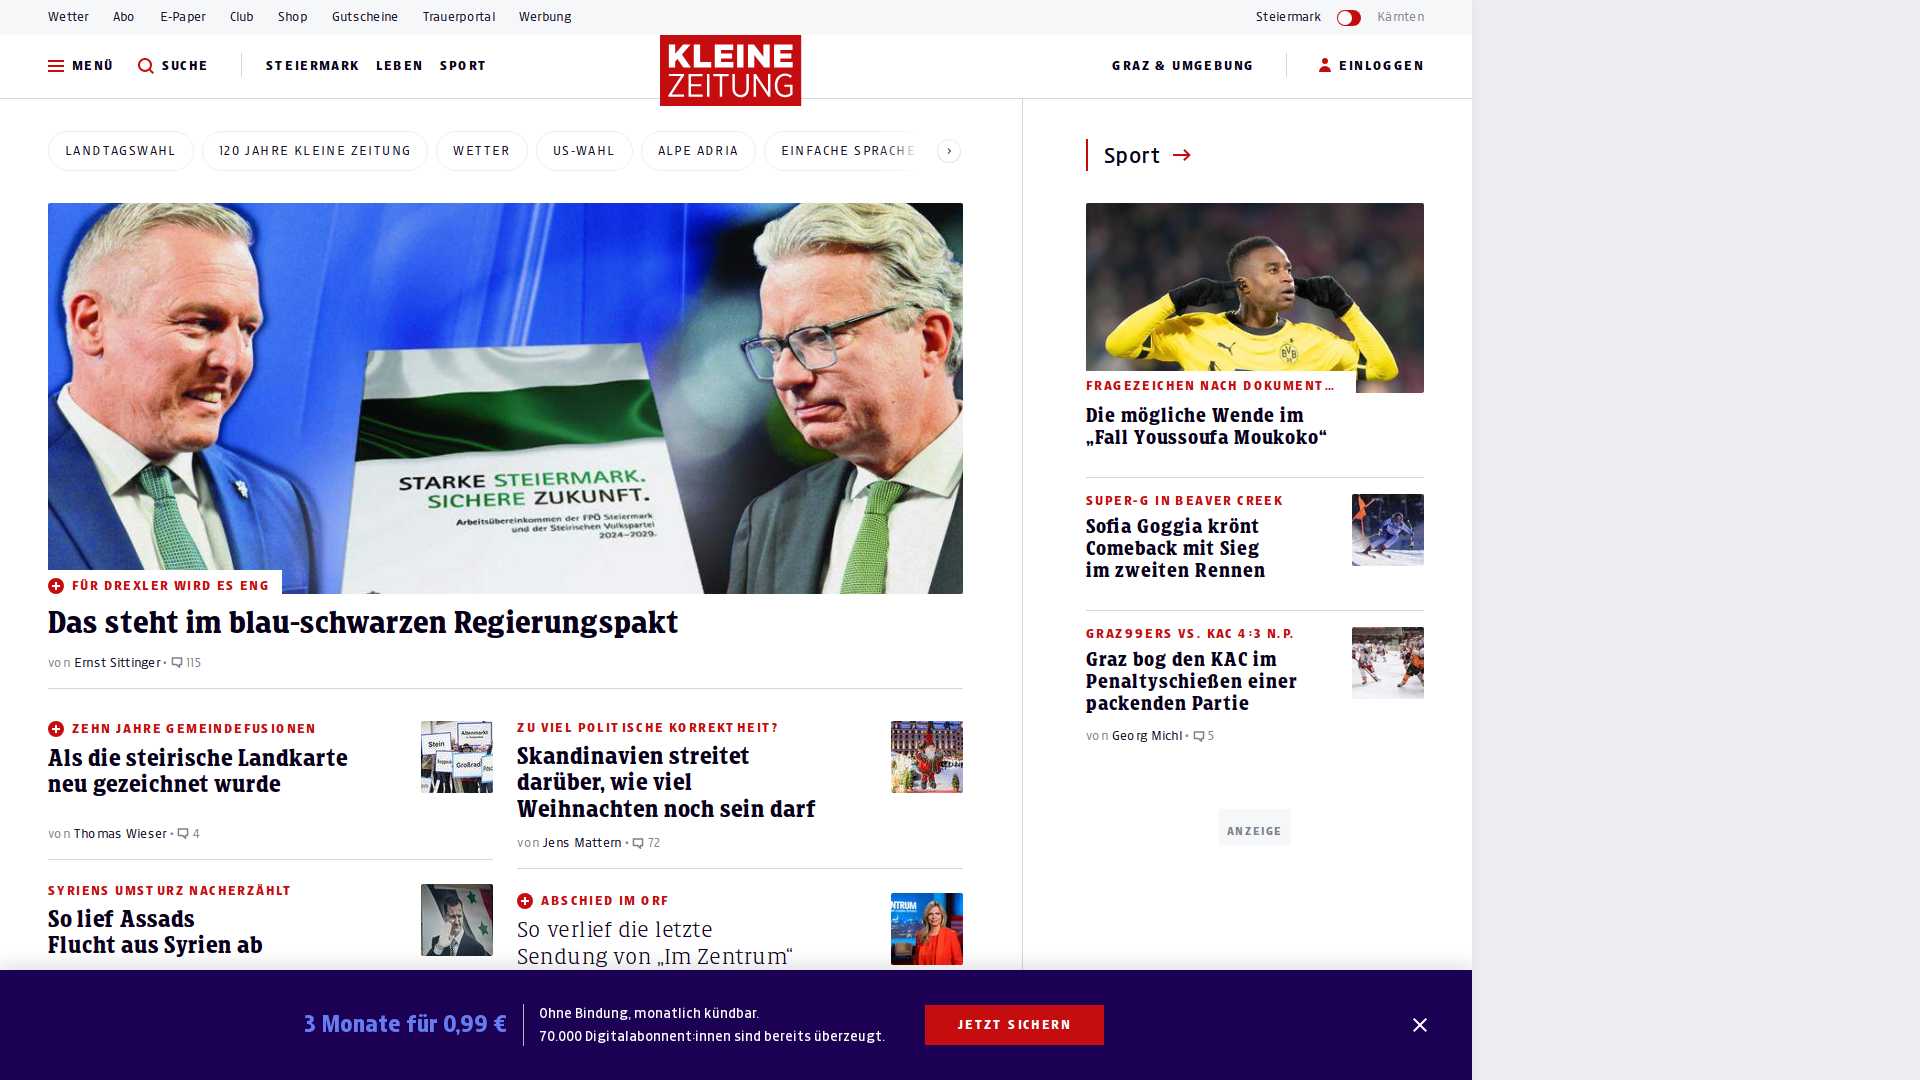 Wetter Abo E-Paper Club Shop Gutscheine Trauerportal Werbung Steiermark Kärnten
MENÜ SUCHE STEIERMARK LEBEN SPORT KLEINE ZEITUNG GRAZ & UMGEBUNG EINLOGGEN
LANDTAGSWAHL 120 JAHRE KLEINE ZEITUNG WETTER US-WAHL ALPE ADRIA EINFACHE SPRACHE
STARKE STEIERMARK.
SICHERE ZUKUNFT.
Arbeitsübereinkommen der FPÖ Steiermark
und der Steirischen Volkspartei
2024–2029.
FÜR DREXLER WIRD ES ENG
Das steht im blau-schwarzen Regierungspakt
von Ernst Sittinger • 115
ZEHN JAHRE GEMEINDEFUSIONEN
Als die steirische Landkarte
neu gezeichnet wurde
von Thomas Wieser • 4
Stein
Altenmarkt
Großradl
SYRIENS UMSTURZ NACHERZÄHLT
So lief Assads
Flucht aus Syrien ab
ZU VIEL POLITISCHE KORREKTHEIT?
Skandinavien streitet
darüber, wie viel
Weihnachten noch sein darf
von Jens Mattern • 72
ABSCHIED IM ORF
So verlief die letzte
Sendung von „Im Zentrum“
NTRUM
Sport
BVB
09
FRAGEZEICHEN NACH DOKUMENT...
Die mögliche Wende im
„Fall Youssoufa Moukoko“
SUPER-G IN BEAVER CREEK
Sofia Goggia krönt
Comeback mit Sieg
im zweiten Rennen
GRAZ99ERS VS. KAC 4:3 N.P.
Graz bog den KAC im
Penaltyschießen einer
packenden Partie
von Georg Michl • 5
ANZEIGE
3 Monate für 0,99 €
Ohne Bindung, monatlich kündbar.
70.000 Digitalabonnent:innen sind bereits überzeugt.
JETZT SICHERN